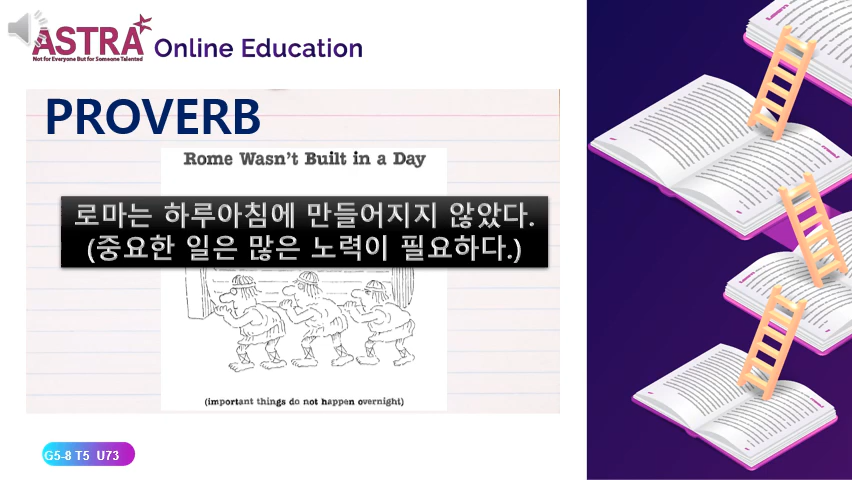 ASTRA
Not for Everyone But for Someone Talented
Online Education
PROVERB
Rome Wasn't Built in a Day
로마는 하루아침에 만들어지지 않았다.
(중요한 일은 많은 노력이 필요하다.)
(important things do not happen overnight)
G5-8 T5 U73